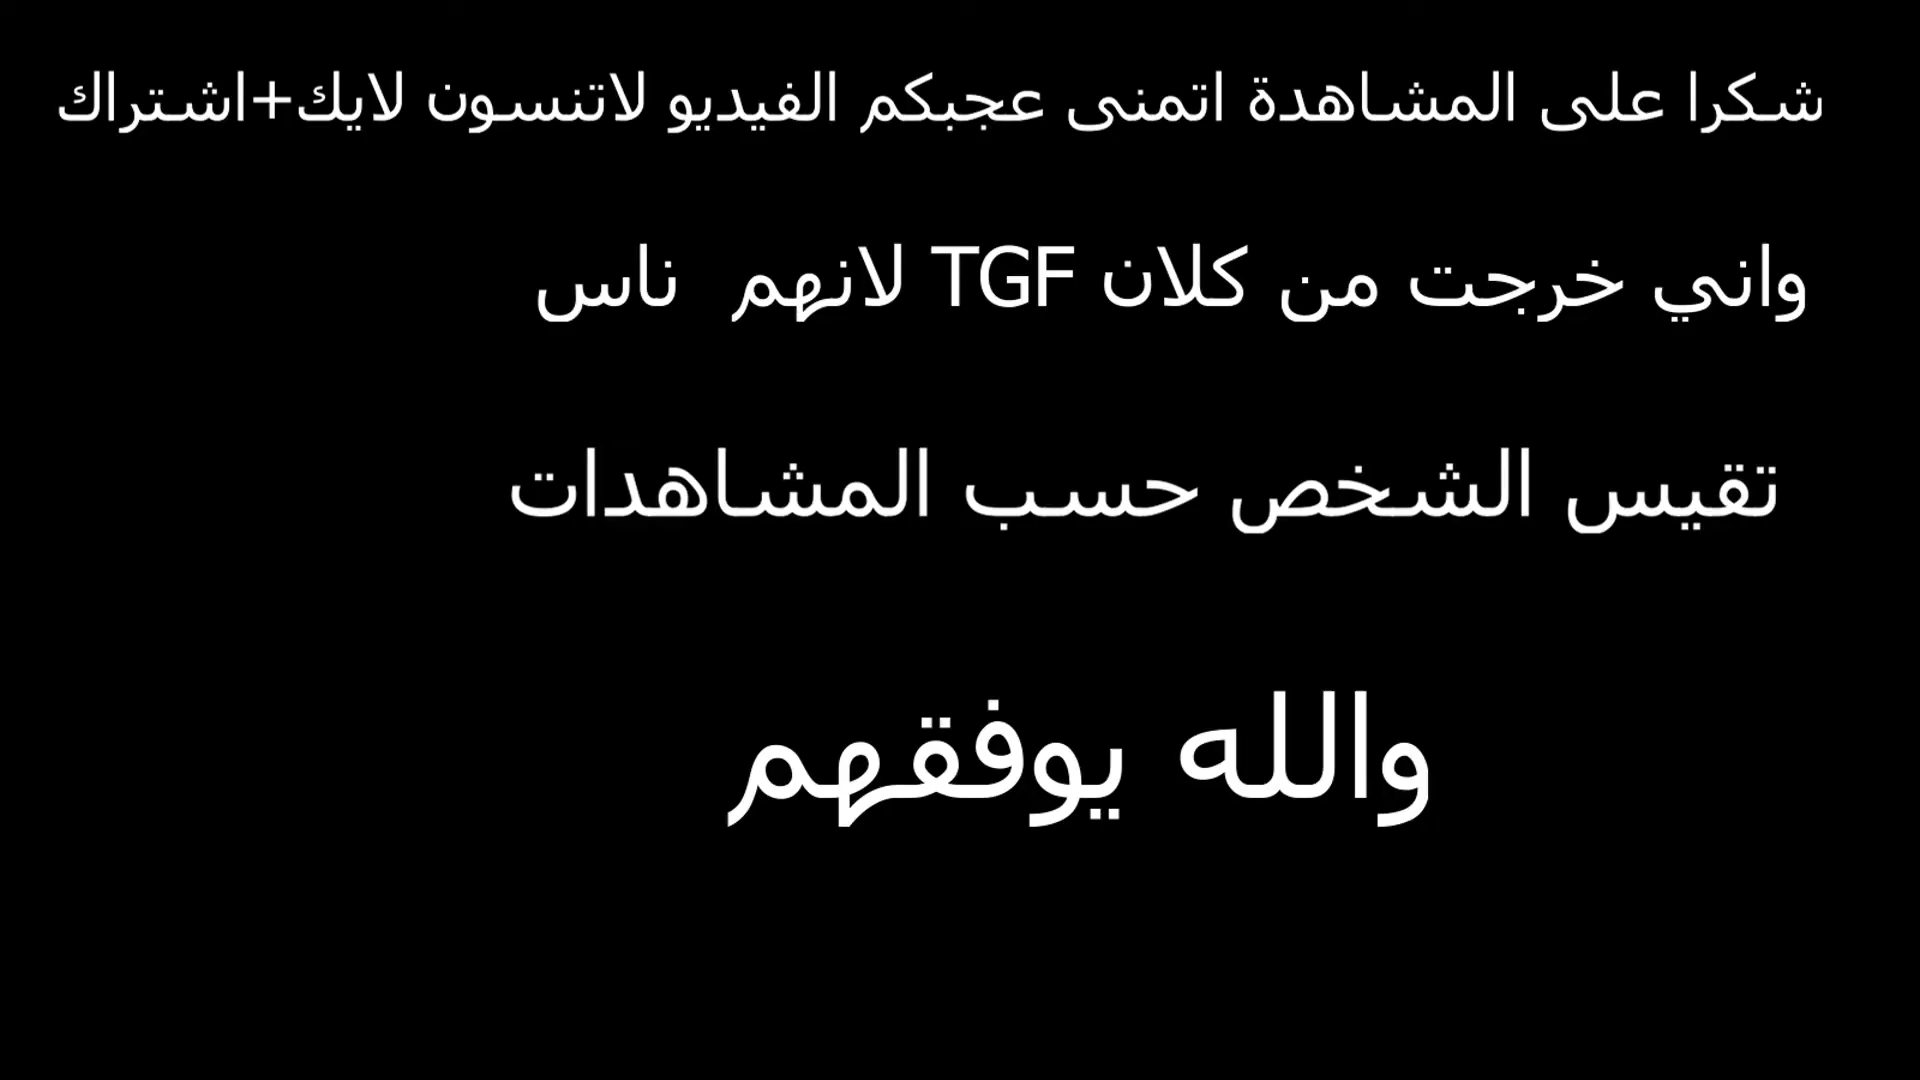 شكرا على المشاهدة اتمنى عجبكم الفيديو لاتنسون لايك+اشتراك
واني خرجت من كلان TGF لانهم  ناس
تقيس الشخص حسب المشاهدات
والله يوفقهم